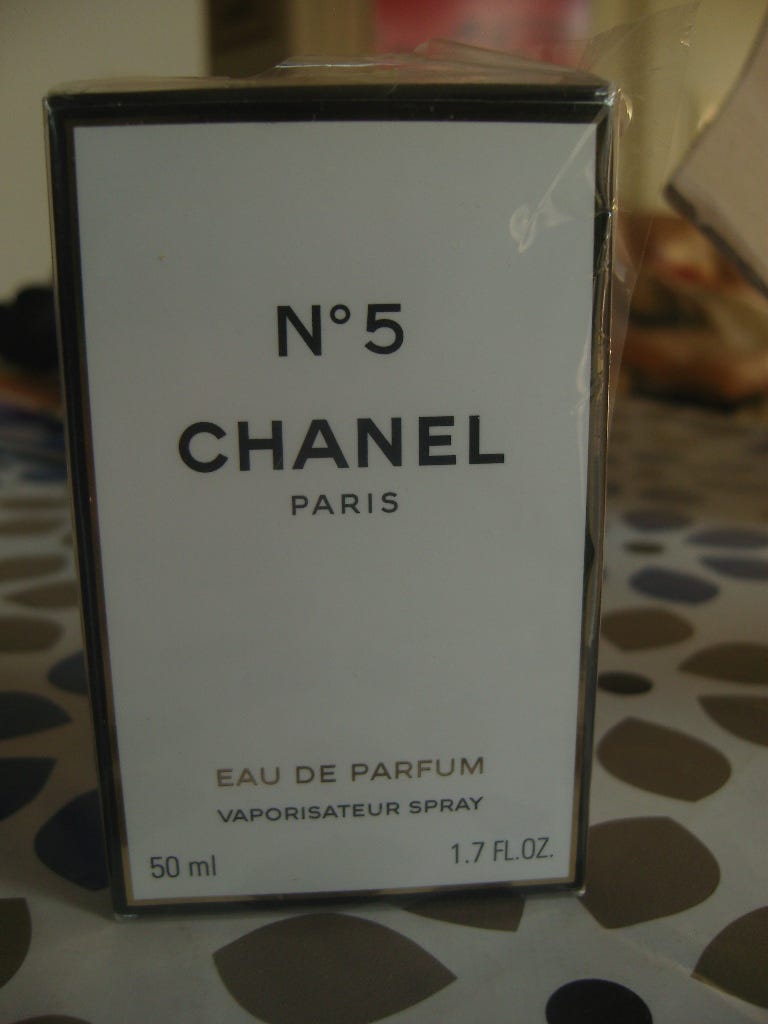 N° 5
CHANEL
PARIS
EAU DE PARFUM
VAPORISATEUR SPRAY
50 ml 1.7 FL.OZ.